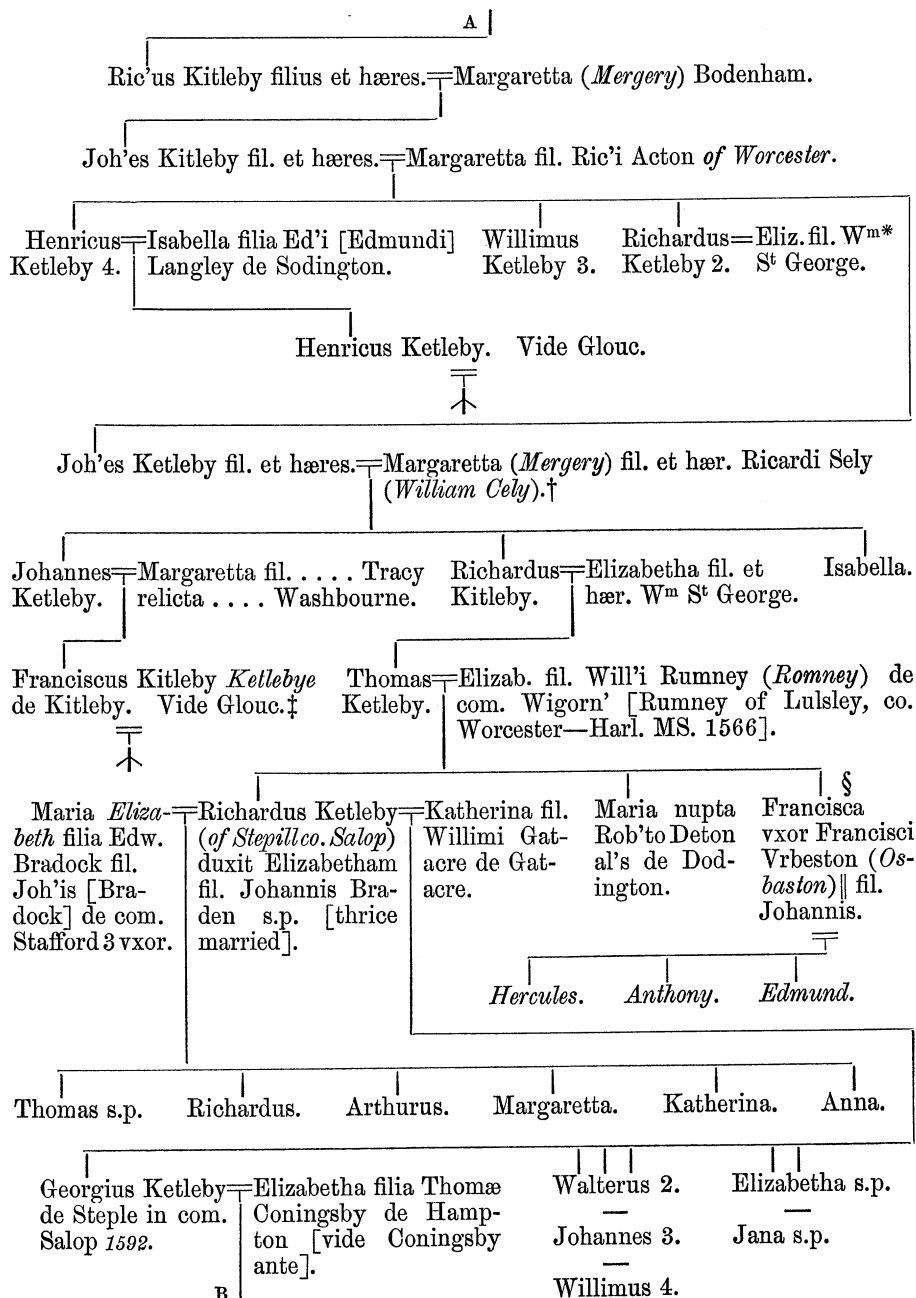 A
Ric'us Kitleby filius et hæres.=Margaretta (Mergery) Bodenham.
Joh'es Kitleby fil. et hæres.=Margaretta fil. Ric'i Acton of Worcester.
Henricus=Isabella filia Ed'i [Edmundi]
Ketleby 4. Langley de Sodington.
Willimus
Ketleby 3.
Richardus=Eliz. fil. Wm*
Ketleby 2. St George.
Henricus Ketleby. Vide Glouc.
Joh'es Ketleby fil. et hæres.=Margaretta (Mergery) fil. et hær. Ricardi Sely
(William Cely).†
Johannes=Margaretta fil. . . . . . Tracy
Ketleby. relicta . . . . Washbourne.
Richardus=Elizabetha fil. et
Kitleby. hær. Wm St George.
Isabella.
Franciscus Kitleby Ketlebye
de Kitleby. Vide Glouc.‡
Thomas=Elizab. fil. Will'i Rumney (Romney) de
Ketleby. com. Wigorn' [Rumney of Lulsley, co.
Worcester—Harl. MS. 1566].
Maria Eliza-
beth filia Edw.
Bradock fil.
Joh'is [Bra-
dock] de com.
Stafford 3 vxor.
=Richardus Ketleby=
(of Stepill co. Salop)
duxit Elizabetham
fil. Johannis Bra-
den s.p. [thrice
married].
Katherina fil.
Willimi Gat-
acre de Gat-
acre.
Maria nupta
Rob'to Deton
al's de Dod-
ington.
§
Francisca
vxor Francisci
Vrbeston (Os-
baston)|| fil.
Johannis.
Hercules. Anthony. Edmund.
Thomas s.p. Richardus. Arthurus. Margaretta. Katherina. Anna.
Georgius Ketleby=Elizabetha filia Thomæ
de Steple in com. Coningsby de Hamp-
Salop 1592. ton [vide Coningsby
ante].
Walterus 2.
—
Johannes 3.
—
Willimus 4.
Elizabetha s.p.
—
Jana s.p.
B